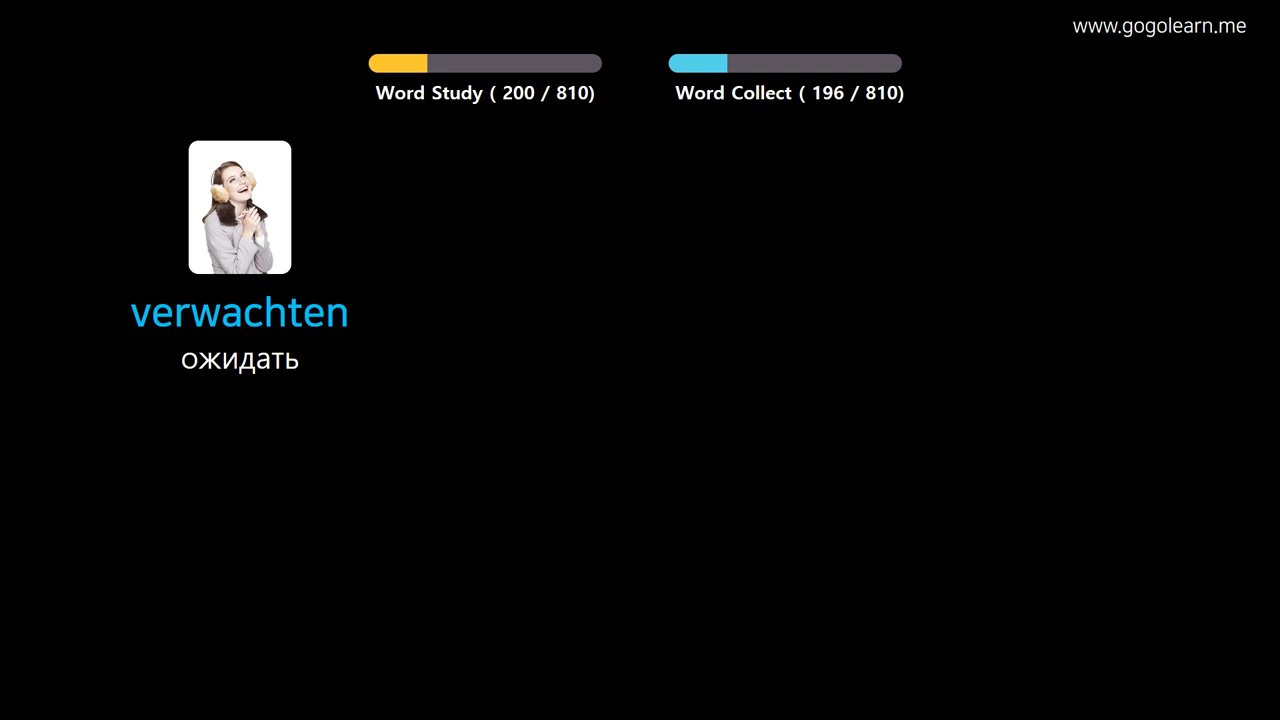 www.gogolearn.me
Word Study ( 200 / 810)
Word Collect ( 196 / 810)
verwachten
ожидать